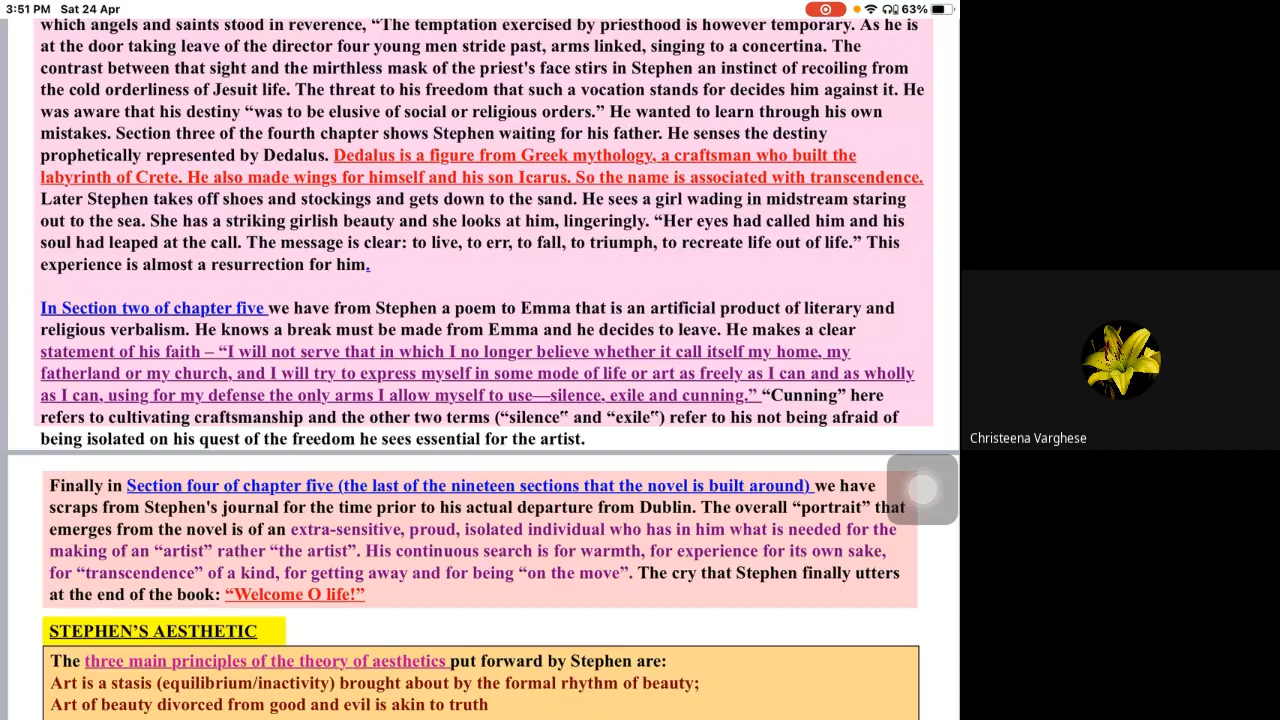 3:51 PM Sat 24 Apr 63%
which angels and saints stood in reverence, “The temptation exercised by priesthood is however temporary. As he is
at the door taking leave of the director four young men stride past, arms linked, singing to a concertina. The
contrast between that sight and the mirthless mask of the priest's face stirs in Stephen an instinct of recoiling from
the cold orderliness of Jesuit life. The threat to his freedom that such a vocation stands for decides him against it. He
was aware that his destiny “was to be elusive of social or religious orders.” He wanted to learn through his own
mistakes. Section three of the fourth chapter shows Stephen waiting for his father. He senses the destiny
prophetically represented by Dedalus. Dedalus is a figure from Greek mythology, a craftsman who built the
labyrinth of Crete. He also made wings for himself and his son Icarus. So the name is associated with transcendence.
Later Stephen takes off shoes and stockings and gets down to the sand. He sees a girl wading in midstream staring
out to the sea. She has a striking girlish beauty and she looks at him, lingeringly. “Her eyes had called him and his
soul had leaped at the call. The message is clear: to live, to err, to fall, to triumph, to recreate life out of life.” This
experience is almost a resurrection for him.
In Section two of chapter five we have from Stephen a poem to Emma that is an artificial product of literary and
religious verbalism. He knows a break must be made from Emma and he decides to leave. He makes a clear
statement of his faith – “I will not serve that in which I no longer believe whether it call itself my home, my
fatherland or my church, and I will try to express myself in some mode of life or art as freely as I can and as wholly
as I can, using for my defense the only arms I allow myself to use—silence, exile and cunning.” “Cunning” here
refers to cultivating craftsmanship and the other two terms (“silence‟ and “exile‟) refer to his not being afraid of
being isolated on his quest of the freedom he sees essential for the artist.
Christeena Varghese
Finally in Section four of chapter five (the last of the nineteen sections that the novel is built around) we have
scraps from Stephen's journal for the time prior to his actual departure from Dublin. The overall “portrait” that
emerges from the novel is of an extra-sensitive, proud, isolated individual who has in him what is needed for the
making of an “artist” rather “the artist”. His continuous search is for warmth, for experience for its own sake,
for “transcendence” of a kind, for getting away and for being “on the move”. The cry that Stephen finally utters
at the end of the book: “Welcome O life!”
STEPHEN’S AESTHETIC
The three main principles of the theory of aesthetics put forward by Stephen are:
Art is a stasis (equilibrium/inactivity) brought about by the formal rhythm of beauty;
Art of beauty divorced from good and evil is akin to truth